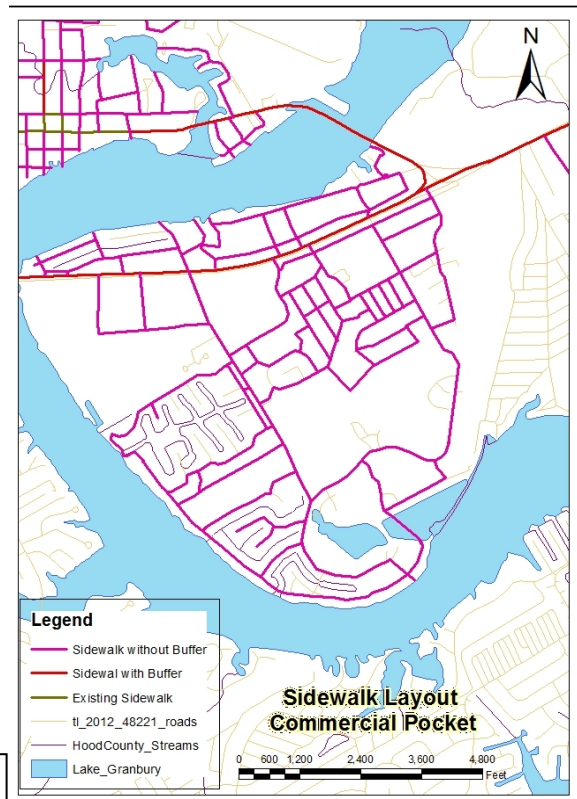 N
Legend
Sidewalk without Buffer
Sidewal with Buffer
Existing Sidewalk
tl_2012_48221_roads
HoodCounty_Streams
Lake_Granbury
Sidewalk Layout
Commercial Pocket
0 600 1,200 2,400 3,600 4,800
Feet